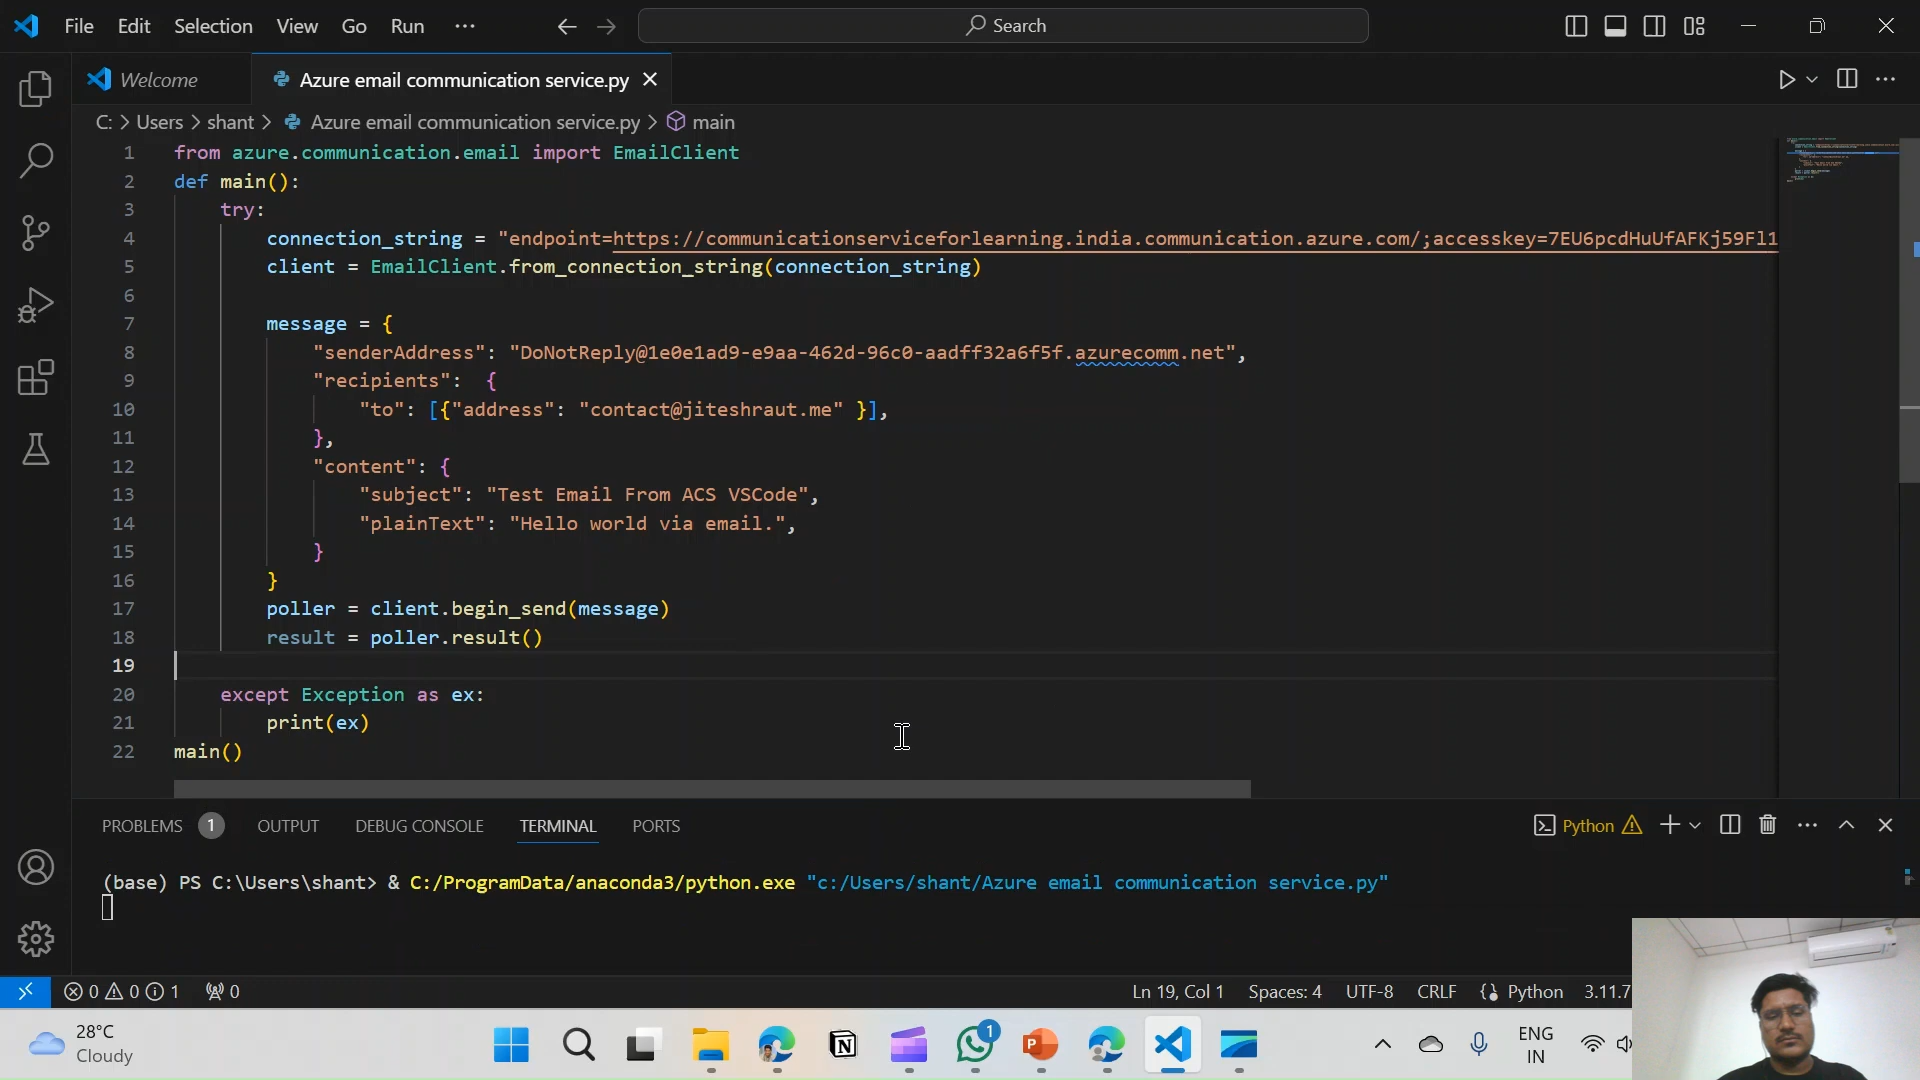 File Edit Selection View Go Run ··· Search
Welcome Azure email communication service.py
C: > Users > shant > Azure email communication service.py > main
1 from azure.communication.email import EmailClient
2 def main():
3 try:
4 connection_string = "endpoint=https://communicationserviceforlearning.india.communication.azure.com/;accesskey=7EU6pcdHuUfAFKj59Fl1
5 client = EmailClient.from_connection_string(connection_string)
6
7 message = {
8 "senderAddress": "DoNotReply@1e0e1ad9-e9aa-462d-96c0-aadff32a6f5f.azurecomm.net",
9 "recipients": {
10 "to": [{"address": "contact@jiteshraut.me" }],
11 },
12 "content": {
13 "subject": "Test Email From ACS VSCode",
14 "plainText": "Hello world via email.",
15 }
16 }
17 poller = client.begin_send(message)
18 result = poller.result()
19
20 except Exception as ex:
21 print(ex)
22 main()
PROBLEMS 1 OUTPUT DEBUG CONSOLE TERMINAL PORTS Python
(base) PS C:\Users\shant> & C:/ProgramData/anaconda3/python.exe "c:/Users/shant/Azure email communication service.py"
0 0 1 0 Ln 19, Col 1 Spaces: 4 UTF-8 CRLF Python 3.11.7
28°C
Cloudy
1
ENG
IN